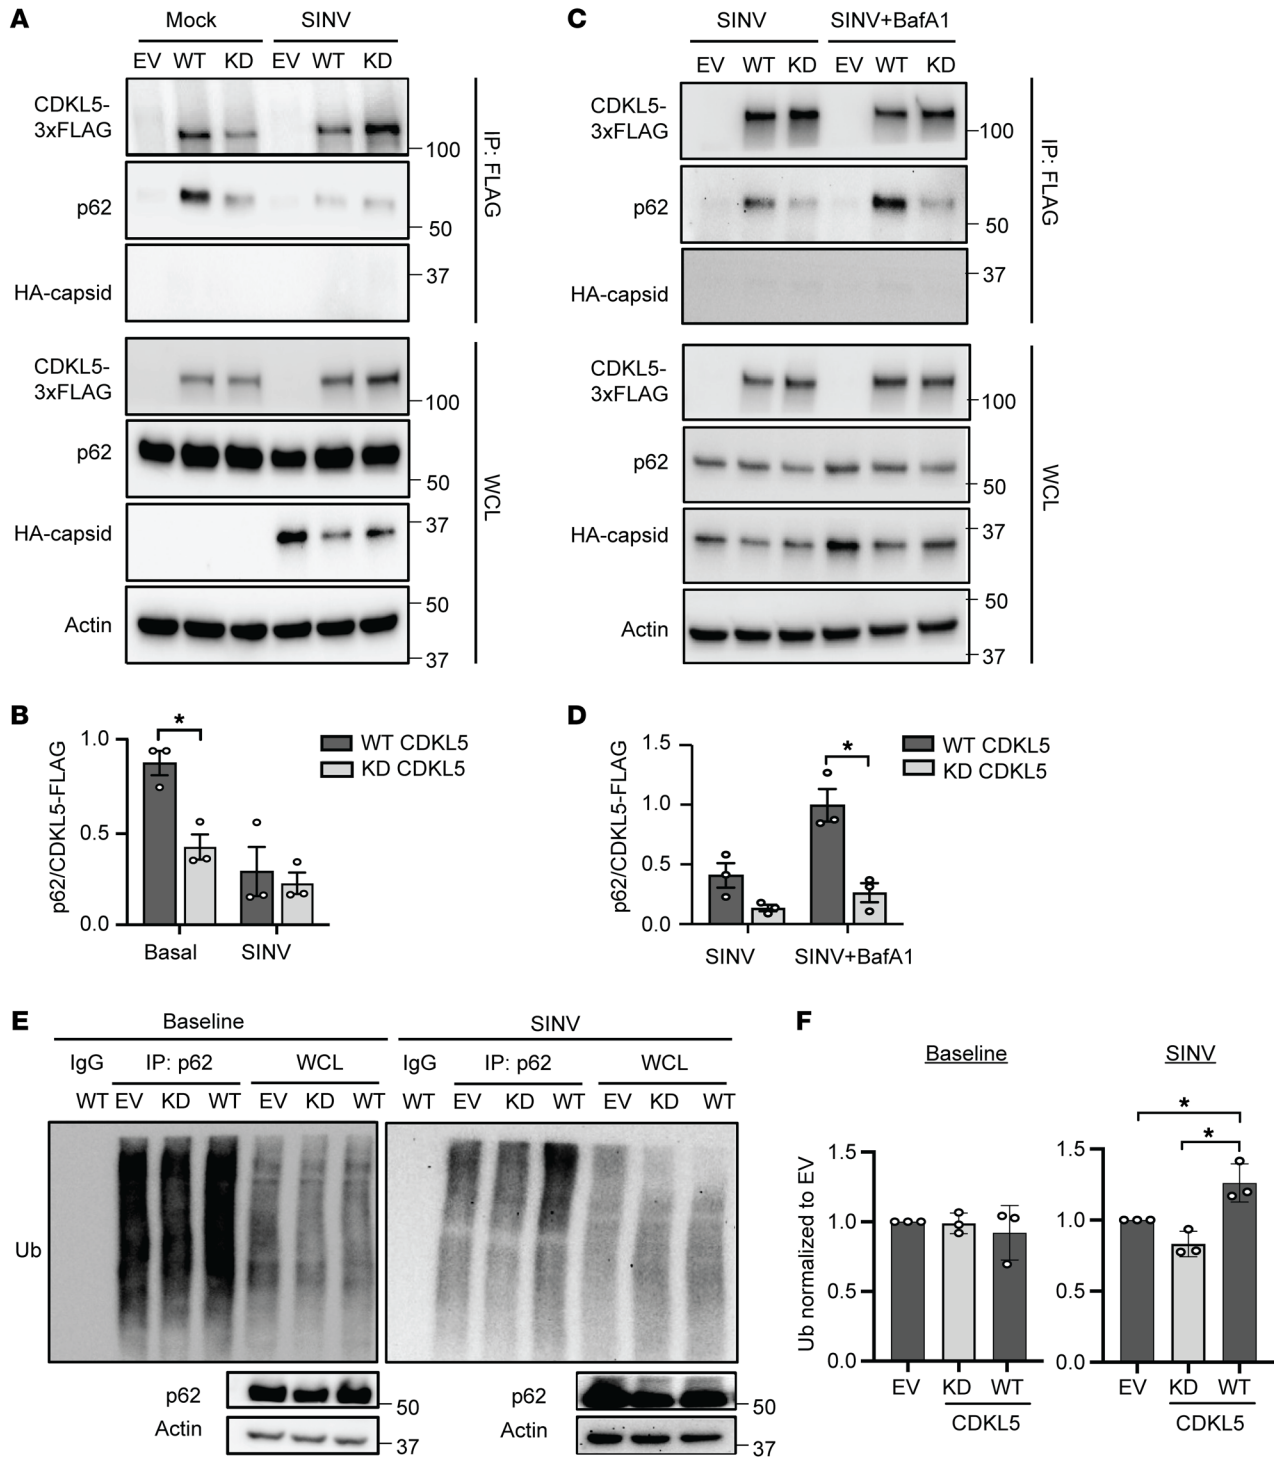 A
Mock SINV
EV WT KD EV WT KD
CDKL5-
3xFLAG
100
p62
50
HA-capsid
37
IP: FLAG
CDKL5-
3xFLAG
100
p62
50
HA-capsid
37
Actin
50
37
WCL
C
SINV SINV+BafA1
EV WT KD EV WT KD
CDKL5-
3xFLAG
100
p62
50
HA-capsid
37
IP: FLAG
CDKL5-
3xFLAG
100
p62
50
HA-capsid
37
Actin
50
37
WCL
B
p62/CDKL5-FLAG
1.0
0.5
0.0
*
Basal SINV
WT CDKL5
KD CDKL5
D
p62/CDKL5-FLAG
1.5
1.0
0.5
0.0
*
SINV SINV+BafA1
WT CDKL5
KD CDKL5
E
Baseline SINV
IgG IP: p62 WCL IgG IP: p62 WCL
WT EV KD WT EV KD WT WT EV KD WT EV KD WT
Ub
p62 50 p62 50
Actin 37 Actin 37
F
Baseline SINV
Ub normalized to EV
1.5
1.0
0.5
0.0
EV KD WT
CDKL5
* *
1.5
1.0
0.5
0.0
EV KD WT
CDKL5